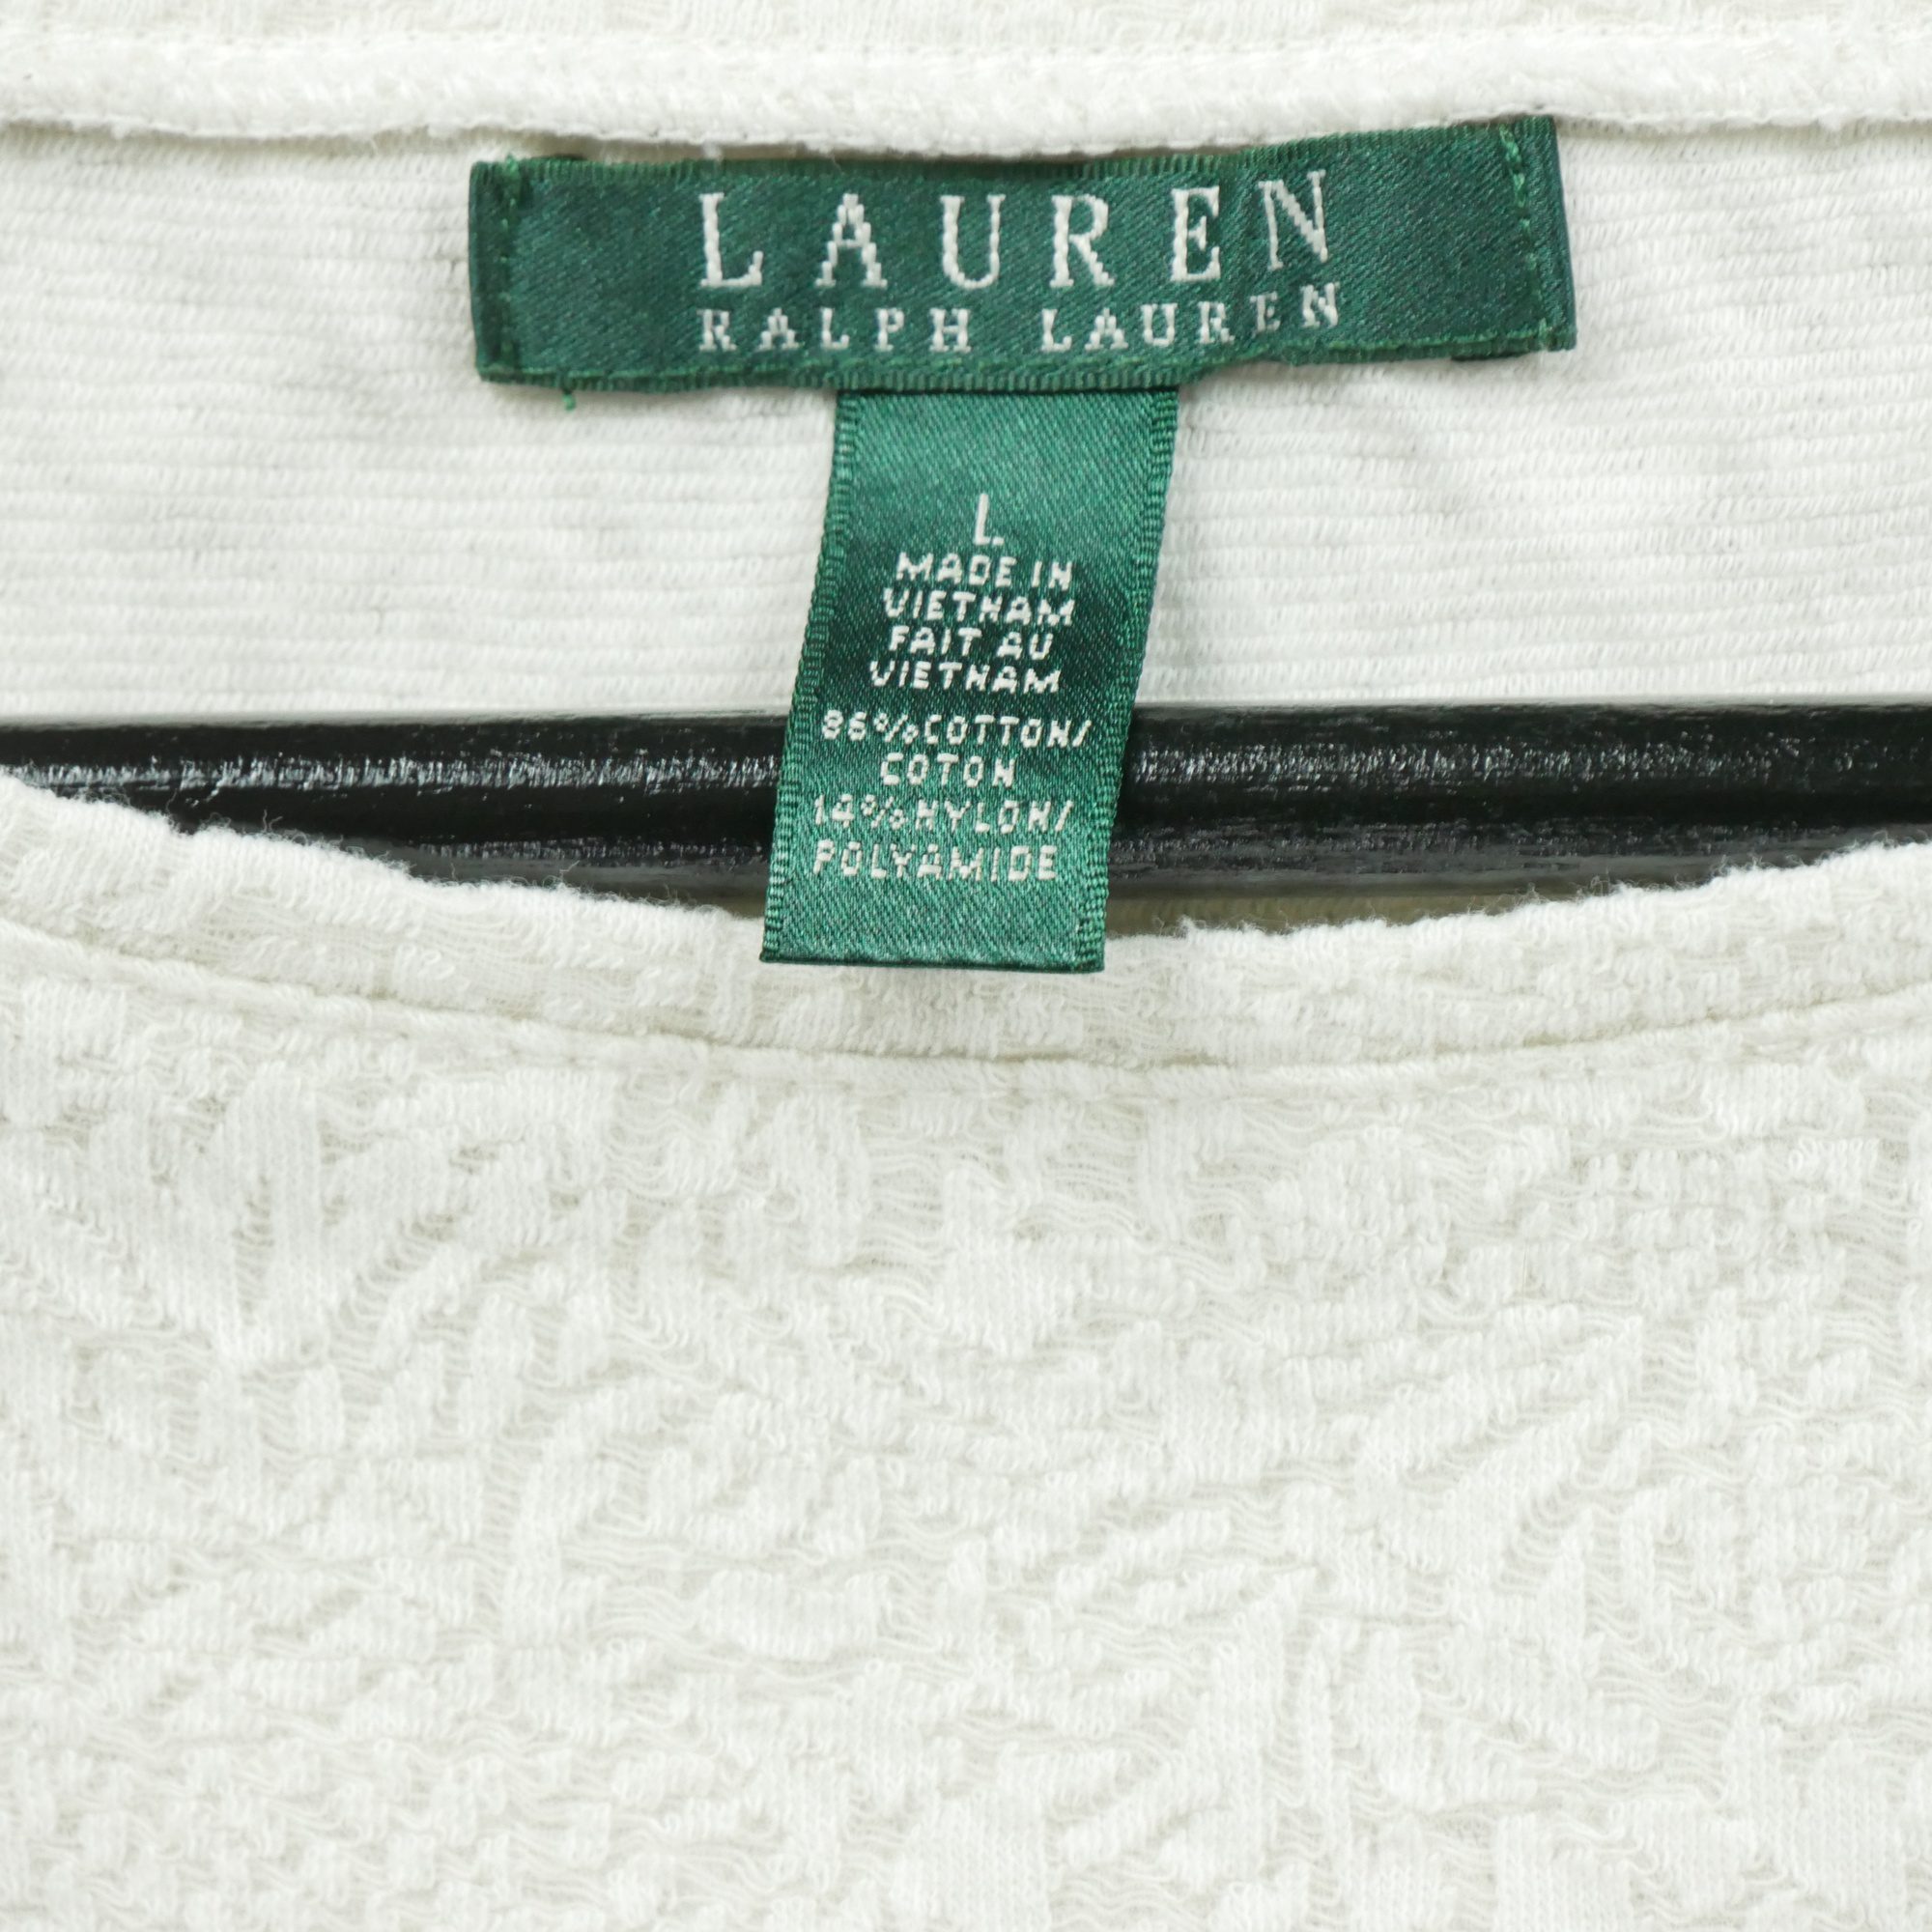 LAUREN
RALPH LAUREN
L
MADE IN
VIETNAM
FAIT AU
VIETNAM
86%COTTON/
COTON
14%NYLON/
POLYAMIDE